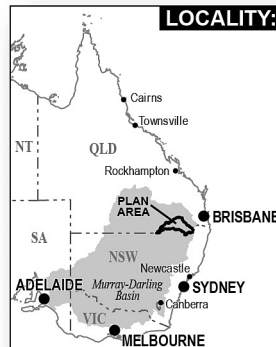 LOCALITY:
Cairns
Townsville
NT
QLD
Rockhampton
PLAN
AREA
BRISBANE
SA
NSW
Newcastle
ADELAIDE
Murray-Darling
Basin
SYDNEY
Canberra
VIC
MELBOURNE